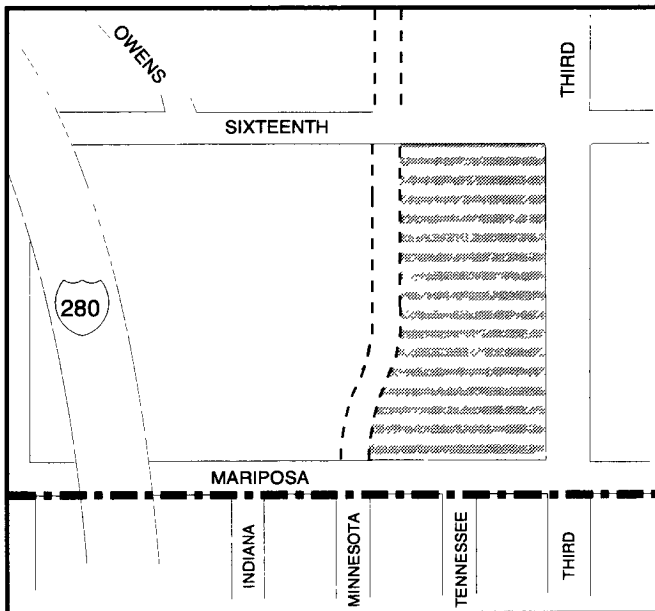 OWENS
THIRD
SIXTEENTH
280
MARIPOSA
INDIANA
MINNESOTA
TENNESSEE
THIRD